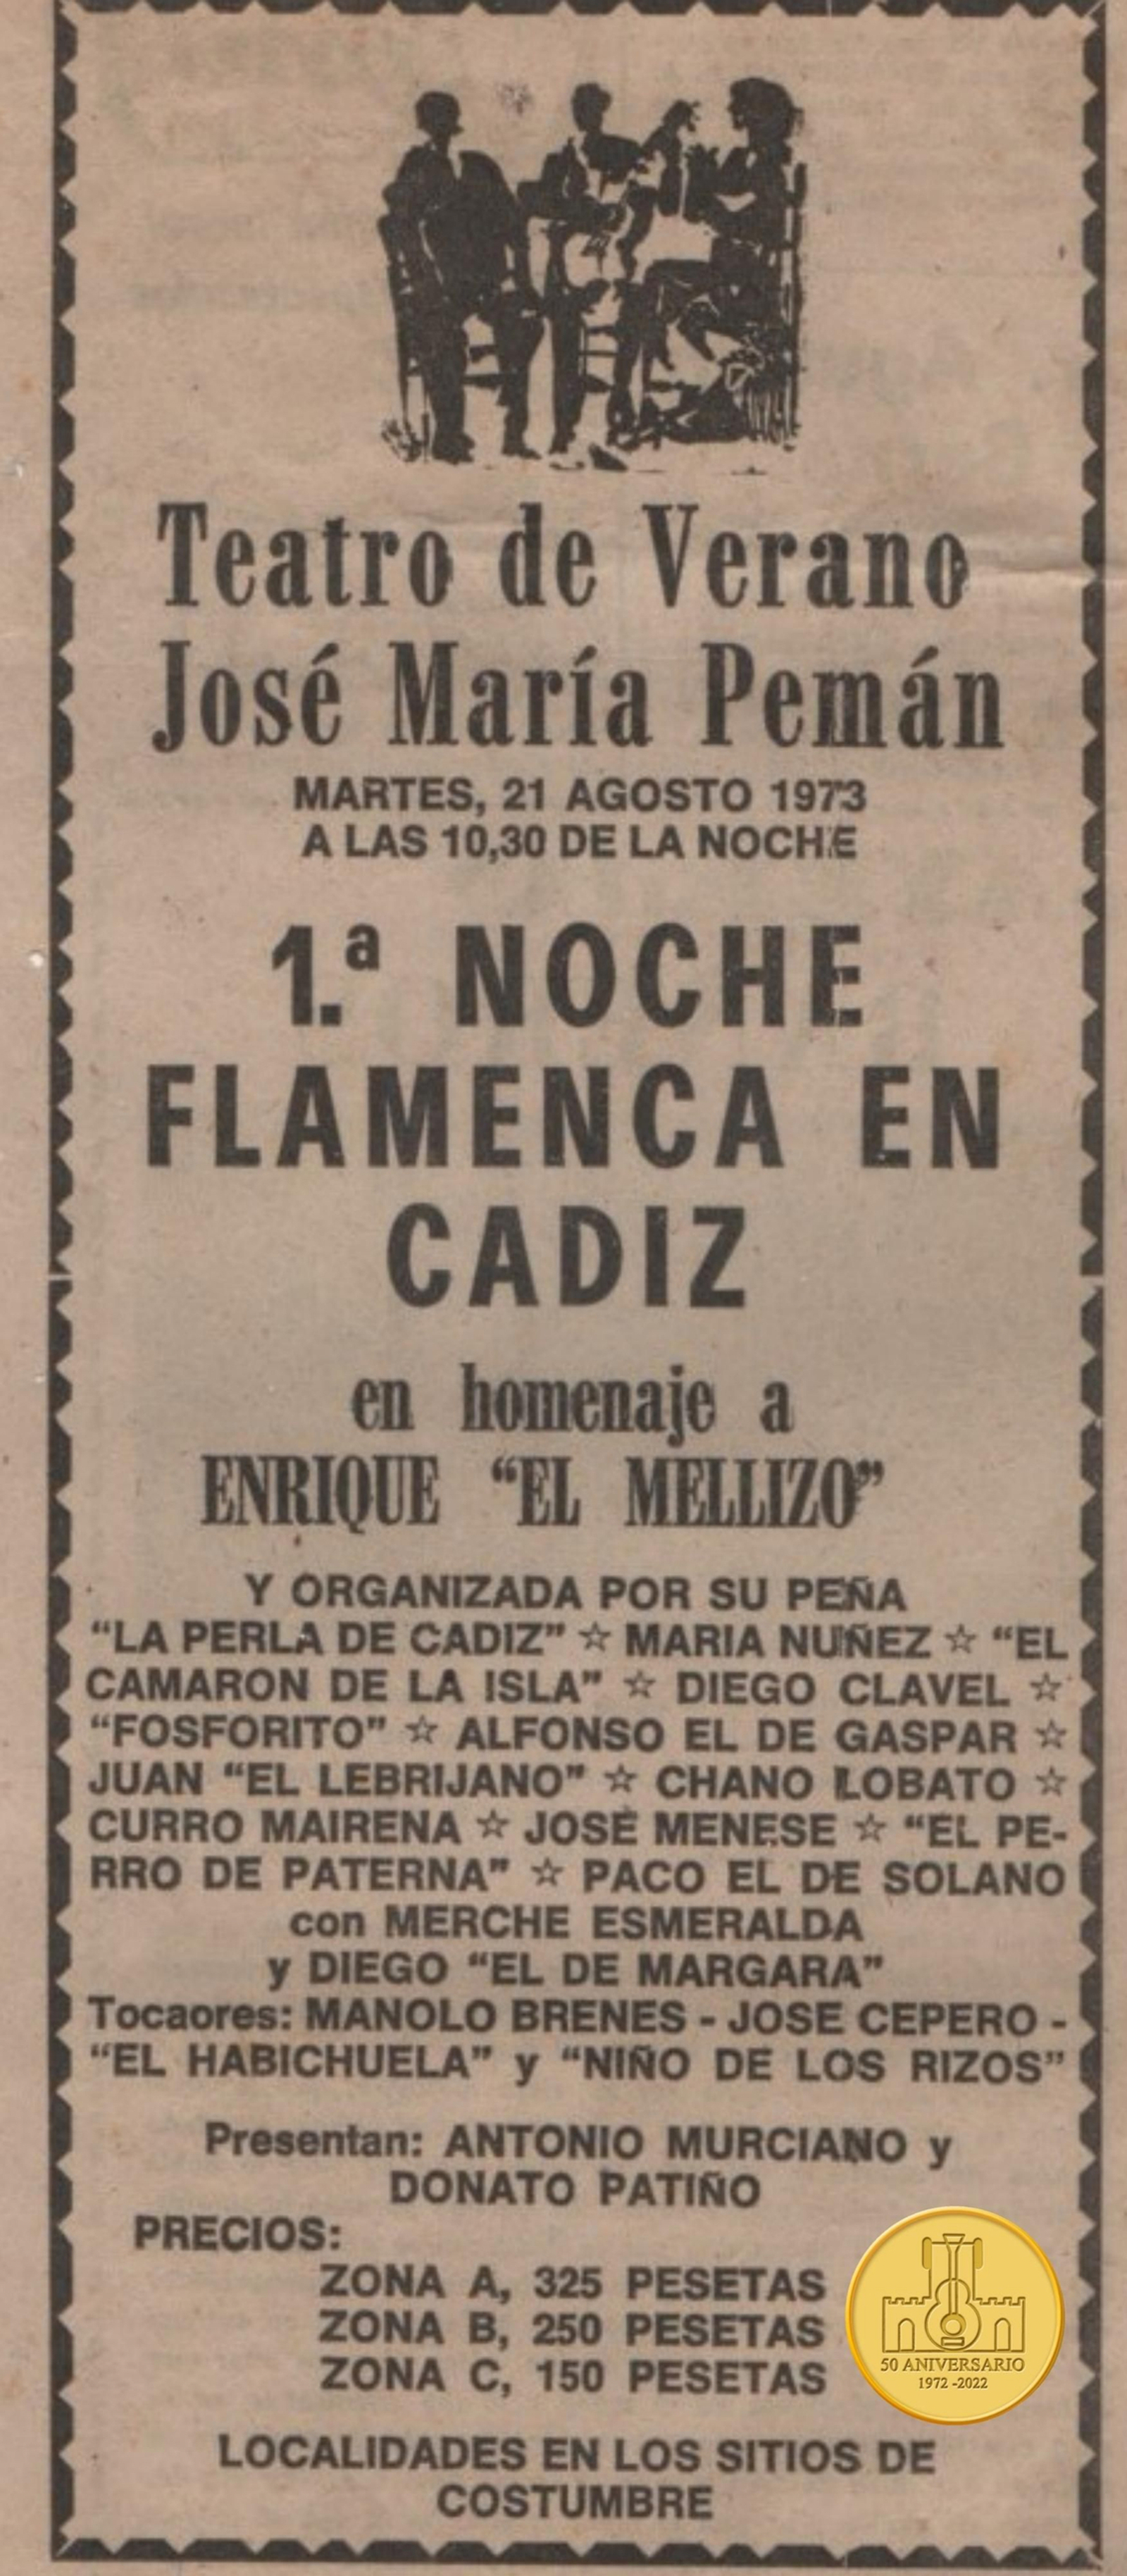 Teatro de Verano
José María Pemán
MARTES, 21 AGOSTO 1973
A LAS 10,30 DE LA NOCHE
1.ª NOCHE
FLAMENCA EN
CADIZ
en homenaje a
ENRIQUE “EL MELLIZO”
Y ORGANIZADA POR SU PEÑA
“LA PERLA DE CADIZ” ☆ MARIA NUÑEZ ☆ “EL
CAMARON DE LA ISLA” ☆ DIEGO CLAVEL ☆
“FOSFORITO” ☆ ALFONSO EL DE GASPAR ☆
JUAN “EL LEBRIJANO” ☆ CHANO LOBATO ☆
CURRO MAIRENA ☆ JOSE MENESE ☆ “EL PE-
RRO DE PATERNA” ☆ PACO EL DE SOLANO
con MERCHE ESMERALDA
y DIEGO “EL DE MARGARA”
Tocaores: MANOLO BRENES - JOSE CEPERO -
“EL HABICHUELA” y “NIÑO DE LOS RIZOS”
Presentan: ANTONIO MURCIANO y
DONATO PATIÑO
PRECIOS:
ZONA A, 325 PESETAS
ZONA B, 250 PESETAS
ZONA C, 150 PESETAS
50 ANIVERSARIO
1972 -2022
LOCALIDADES EN LOS SITIOS DE
COSTUMBRE